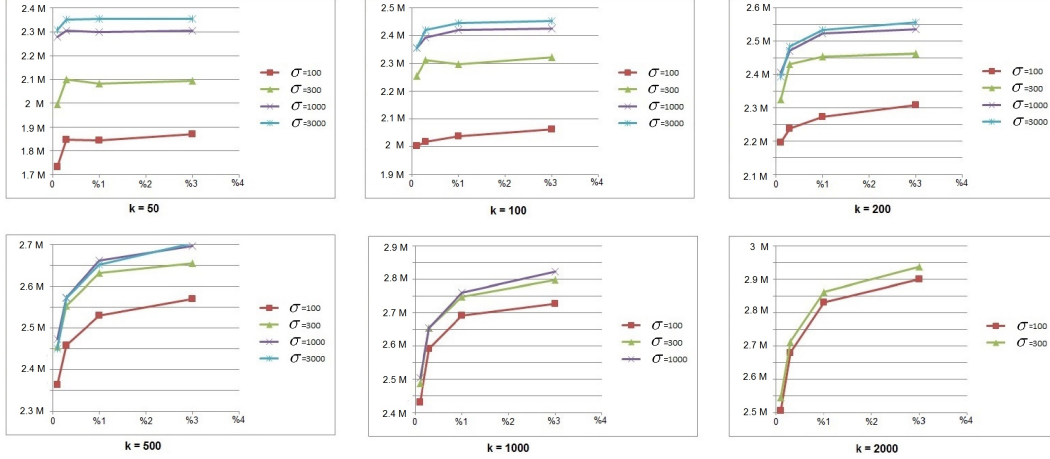 2.4 M
2.3 M
2.2 M
2.1 M
2 M
1.9 M
1.8 M
1.7 M
0 %1 %2 %3 %4
σ=100
σ=300
σ=1000
σ=3000
k = 50
2.5 M
2.4 M
2.3 M
2.2 M
2.1 M
2 M
1.9 M
0 %1 %2 %3 %4
σ=100
σ=300
σ=1000
σ=3000
k = 100
2.6 M
2.5 M
2.4 M
2.3 M
2.2 M
2.1 M
0 %1 %2 %3 %4
σ=100
σ=300
σ=1000
σ=3000
k = 200
2.7 M
2.6 M
2.5 M
2.4 M
2.3 M
0 %1 %2 %3 %4
σ=100
σ=300
σ=1000
σ=3000
k = 500
2.9 M
2.8 M
2.7 M
2.6 M
2.5 M
2.4 M
0 %1 %2 %3 %4
σ=100
σ=300
σ=1000
k = 1000
3 M
2.9 M
2.8 M
2.7 M
2.6 M
2.5 M
0 %1 %2 %3 %4
σ=100
σ=300
k = 2000